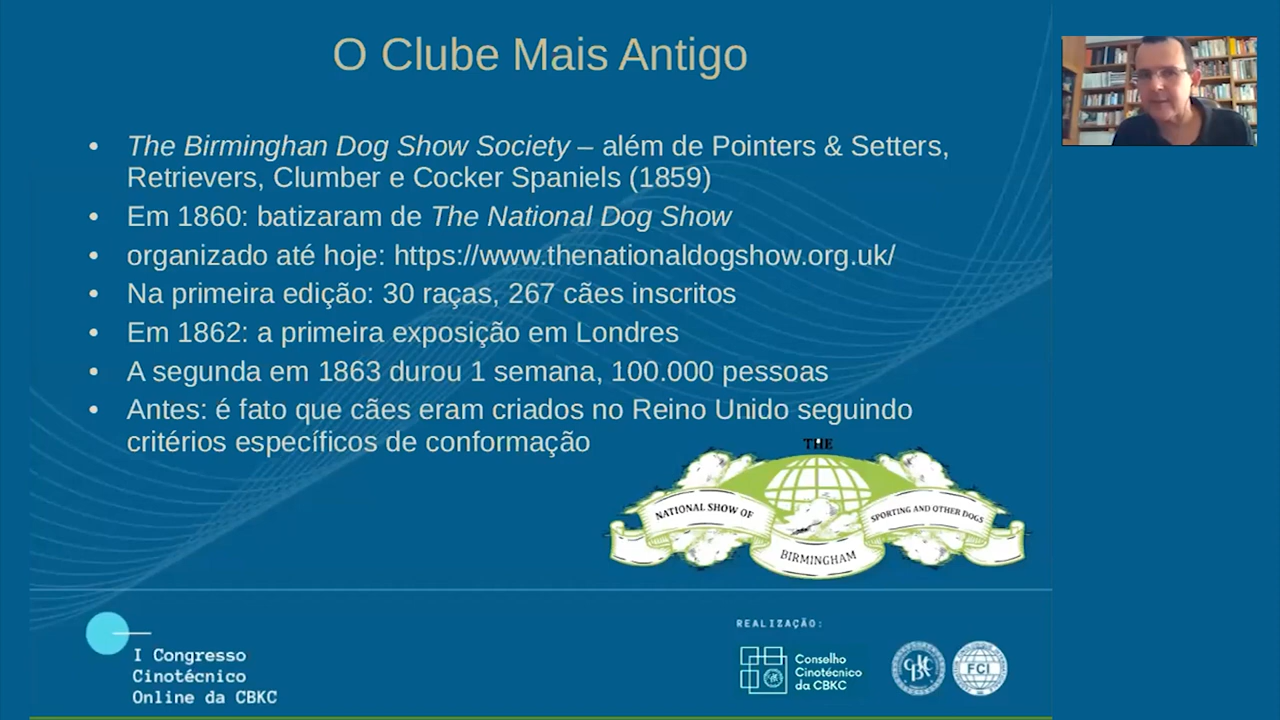 O Clube Mais Antigo
• The Birminghan Dog Show Society – além de Pointers & Setters,
Retrievers, Clumber e Cocker Spaniels (1859)
• Em 1860: batizaram de The National Dog Show
• organizado até hoje: https://www.thenationaldogshow.org.uk/
• Na primeira edição: 30 raças, 267 cães inscritos
• Em 1862: a primeira exposição em Londres
• A segunda em 1863 durou 1 semana, 100.000 pessoas
• Antes: é fato que cães eram criados no Reino Unido seguindo
critérios específicos de conformação
THE
NATIONAL SHOW OF
SPORTING AND OTHER DOGS
BIRMINGHAM
REALIZAÇÃO:
I Congresso
Cinotécnico
Online da CBKC
Conselho
Cinotécnico
da CBKC
CBKC
FCI